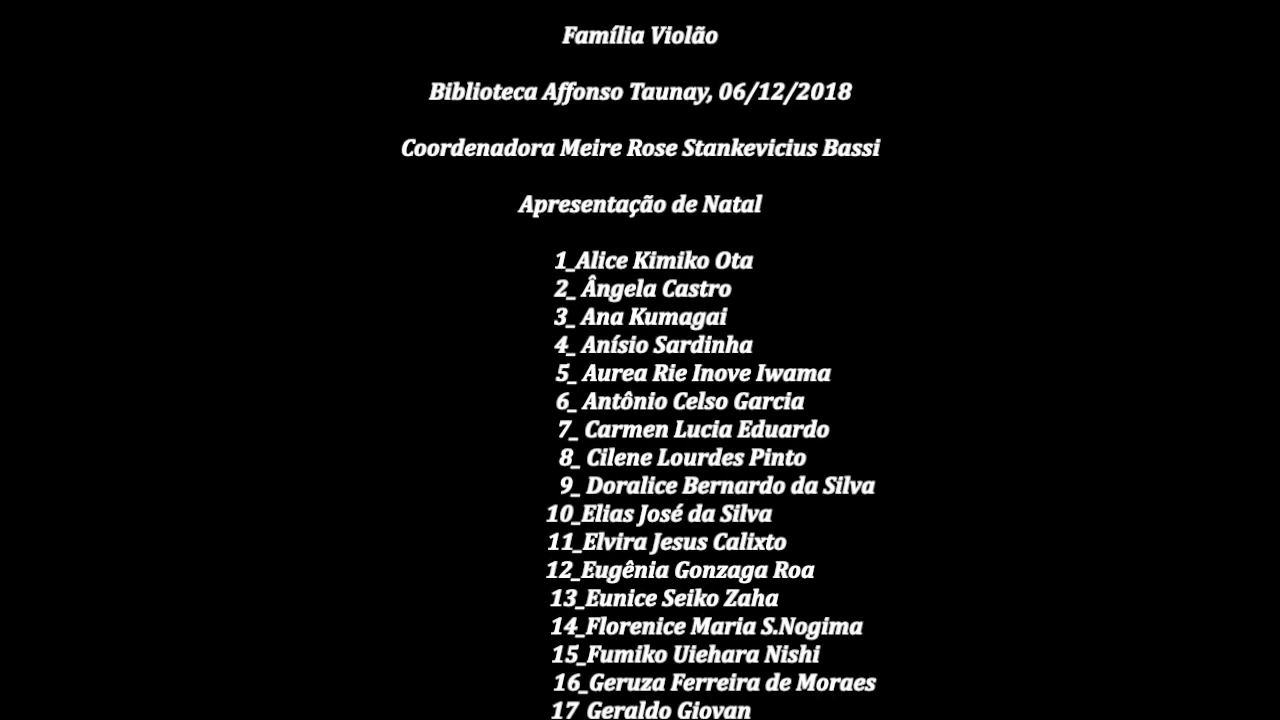 Família Violão
Biblioteca Affonso Taunay, 06/12/2018
Coordenadora Meire Rose Stankevicius Bassi
Apresentação de Natal
1_Alice Kimiko Ota
2_ Ângela Castro
3_ Ana Kumagai
4_ Anísio Sardinha
5_ Aurea Rie Inove Iwama
6_ Antônio Celso Garcia
7_ Carmen Lucia Eduardo
8_ Cilene Lourdes Pinto
9_ Doralice Bernardo da Silva
10_Elias José da Silva
11_Elvira Jesus Calixto
12_Eugênia Gonzaga Roa
13_Eunice Seiko Zaha
14_Florenice Maria S.Nogima
15_Fumiko Uiehara Nishi
16_Geruza Ferreira de Moraes
17 Geraldo Giovan